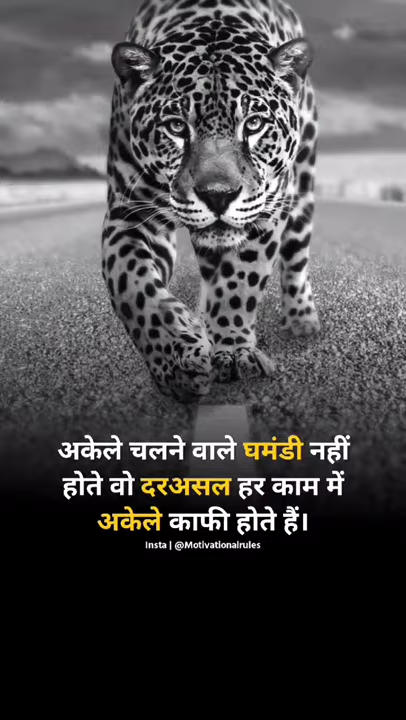 अकेले चलने वाले घमंडी नहीं
होते वो दरअसल हर काम में
अकेले काफी होते हैं।
Insta | @Motivationalrules